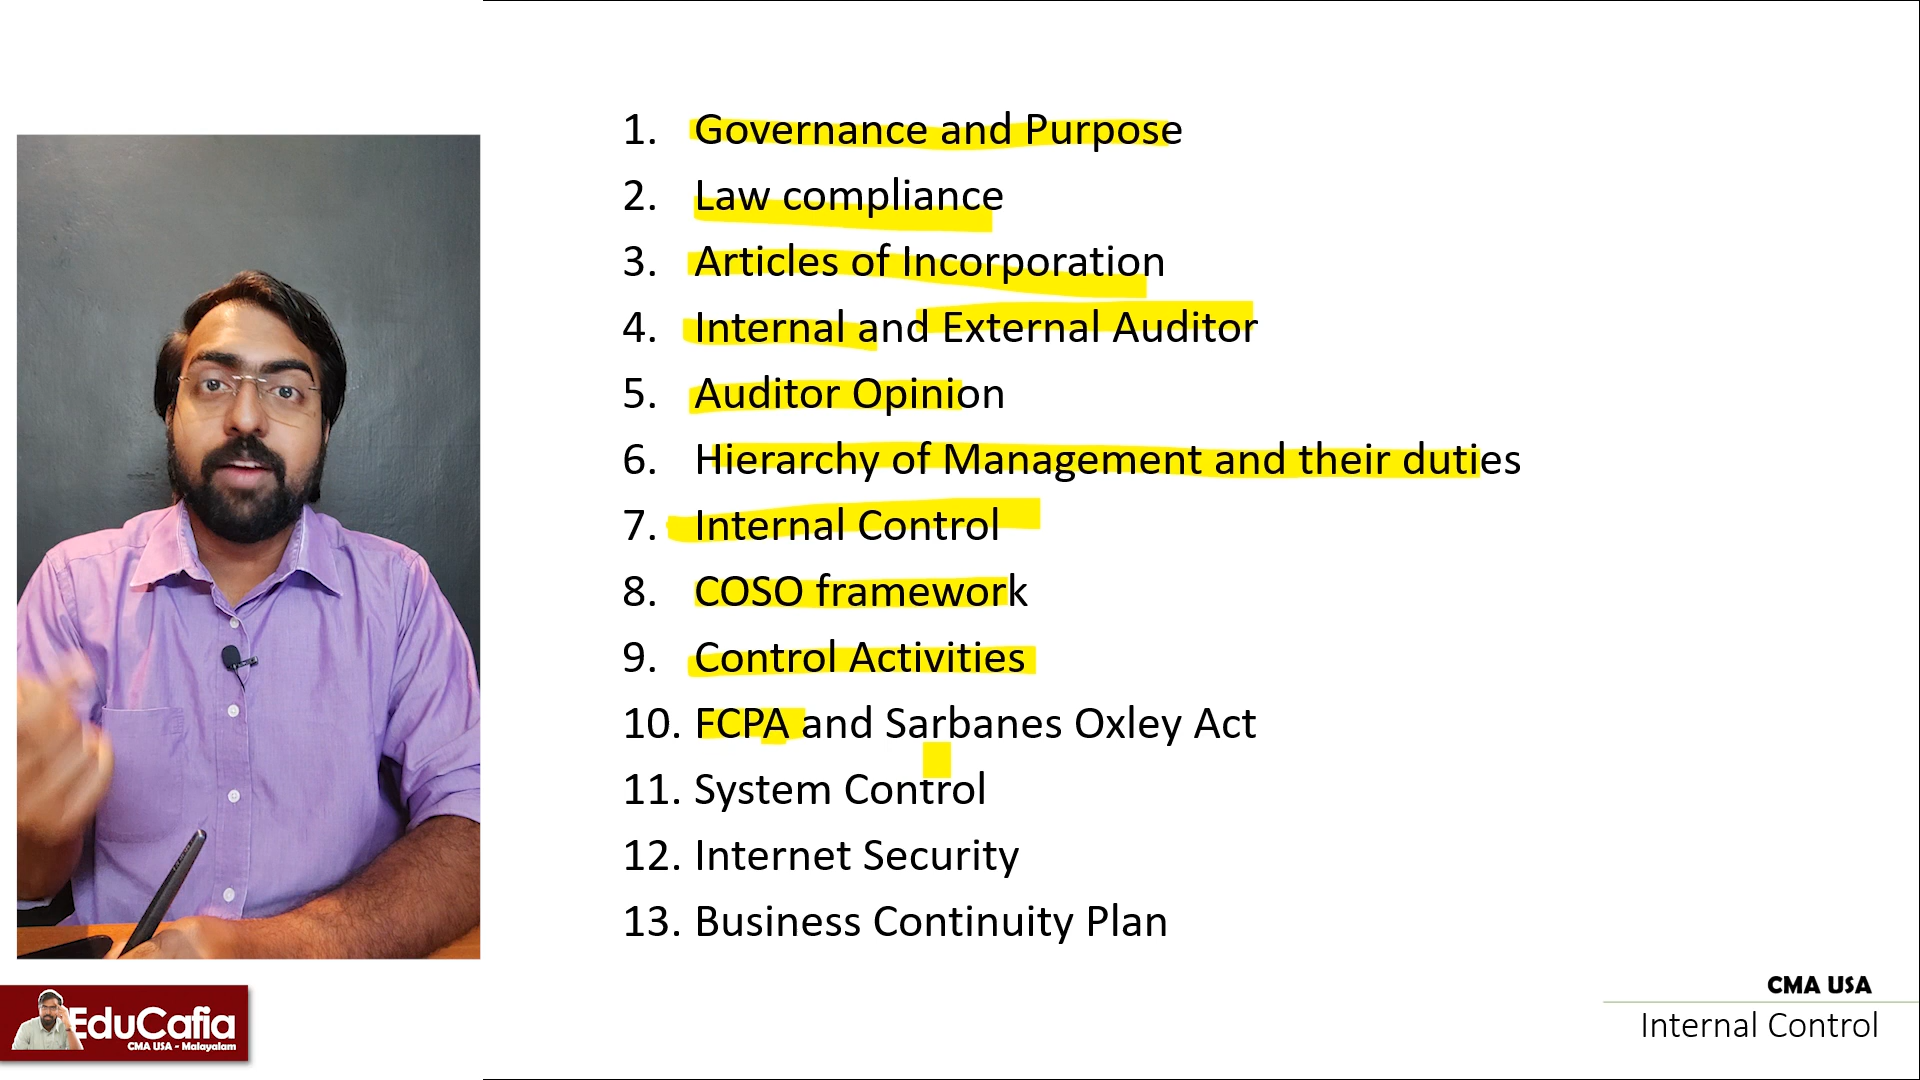 1. Governance and Purpose
2. Law compliance
3. Articles of Incorporation
4. Internal and External Auditor
5. Auditor Opinion
6. Hierarchy of Management and their duties
7. Internal Control
8. COSO framework
9. Control Activities
10. FCPA and Sarbanes Oxley Act
11. System Control
12. Internet Security
13. Business Continuity Plan
EduCafia
CMA USA - Malayalam
CMA USA
Internal Control